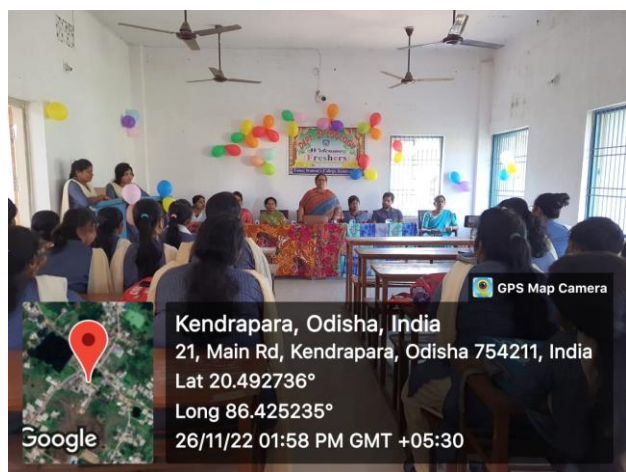 Welcome
Freshers
GPS Map Camera
Kendrapara, Odisha, India
21, Main Rd, Kendrapara, Odisha 754211, India
Lat 20.492736°
Long 86.425235°
26/11/22 01:58 PM GMT +05:30
Google